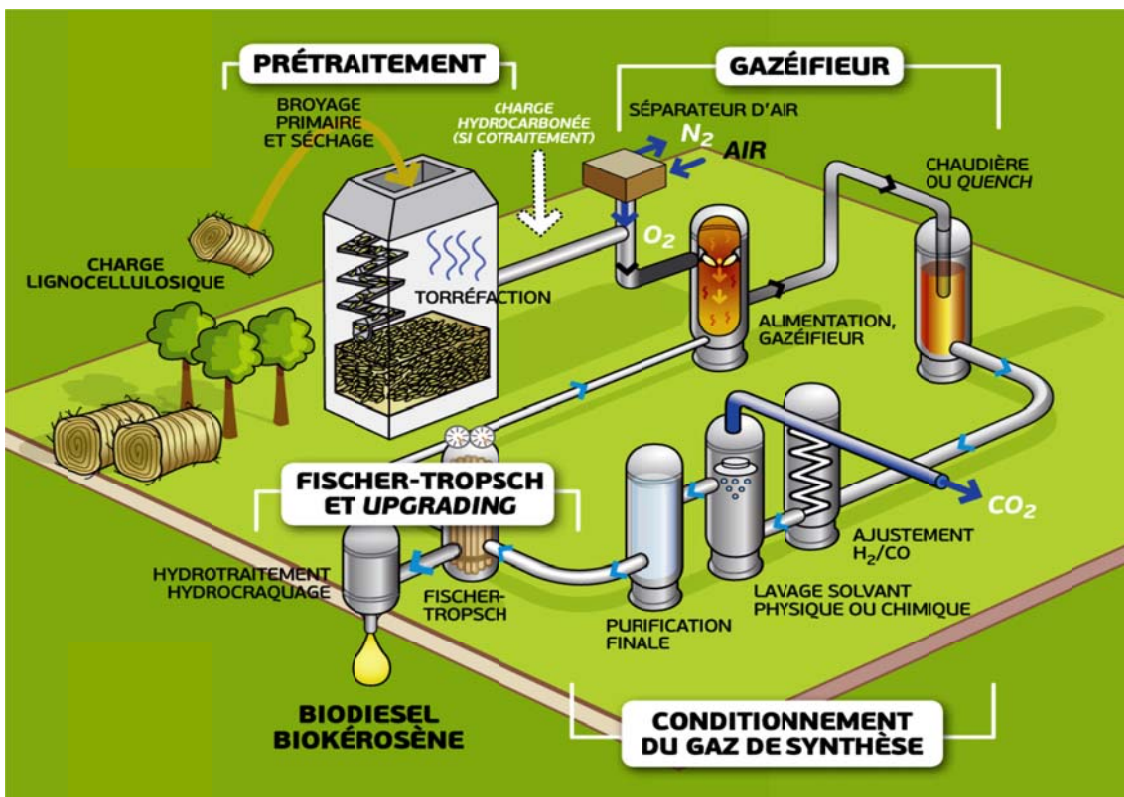 PRÉTRAITEMENT
BROYAGE
PRIMAIRE
ET SÉCHAGE
CHARGE
HYDROCARBONÉE
(SI COTRAITEMENT)
GAZÉIFIEUR
SÉPARATEUR D'AIR
N₂
AIR
O₂
CHAUDIÈRE
OU QUENCH
CHARGE
LIGNOCELLULOSIQUE
TORRÉFACTION
ALIMENTATION,
GAZÉIFIEUR
FISCHER-TROPSCH
ET UPGRADING
CO₂
AJUSTEMENT
H₂/CO
LAVAGE SOLVANT
PHYSIQUE OU CHIMIQUE
HYDROTRAITEMENT
HYDROCRAQUAGE
FISCHER-
TROPSCH
PURIFICATION
FINALE
BIODIESEL
BIOKÉROSÈNE
CONDITIONNEMENT
DU GAZ DE SYNTHÈSE